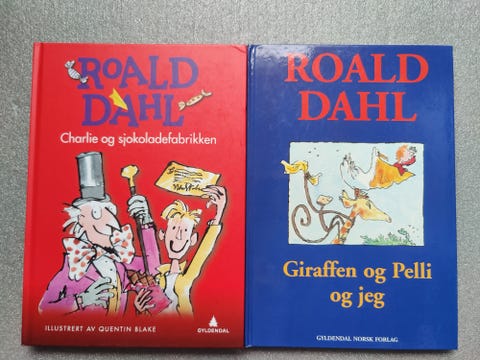 ROALD
DAHL
Charlie og sjokoladefabrikken
ILLUSTRERT AV QUENTIN BLAKE
GYLDENDAL
ROALD
DAHL
Giraffen og Pelli
og jeg
GYLDENDAL NORSK FORLAG